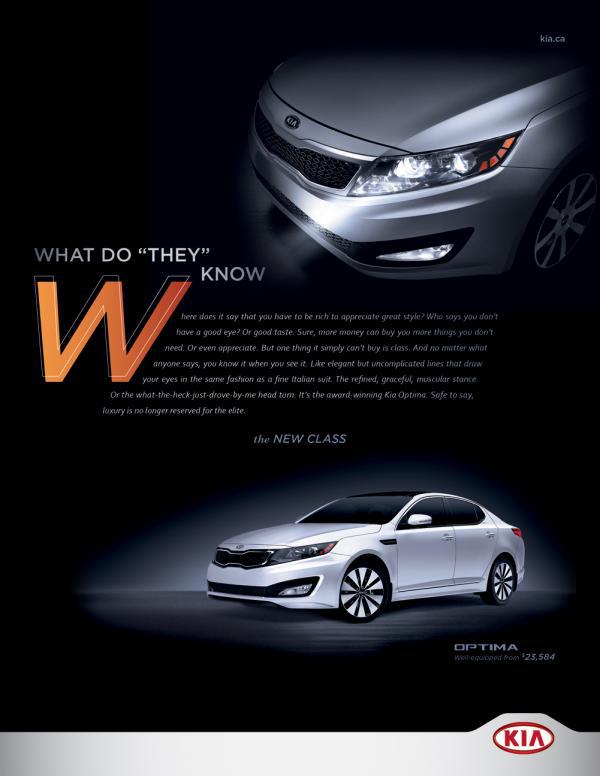 kia.ca
KIA
WHAT DO “THEY”
KNOW
Where does it say that you have to be rich to appreciate great style? Who says you don't
have a good eye? Or good taste. Sure, more money can buy you more things you don't
need. Or even appreciate. But one thing it simply can't buy is class. And no matter what
anyone says, you know it when you see it. Like elegant but uncomplicated lines that draw
your eyes in the same fashion as a fine Italian suit. The refined, graceful, muscular stance.
Or the what-the-heck-just-drove-by-me head turn. It's the award-winning Kia Optima. Safe to say,
luxury is no longer reserved for the elite.
the NEW CLASS
OPTIMA
Well-equipped from $23,584
KIA